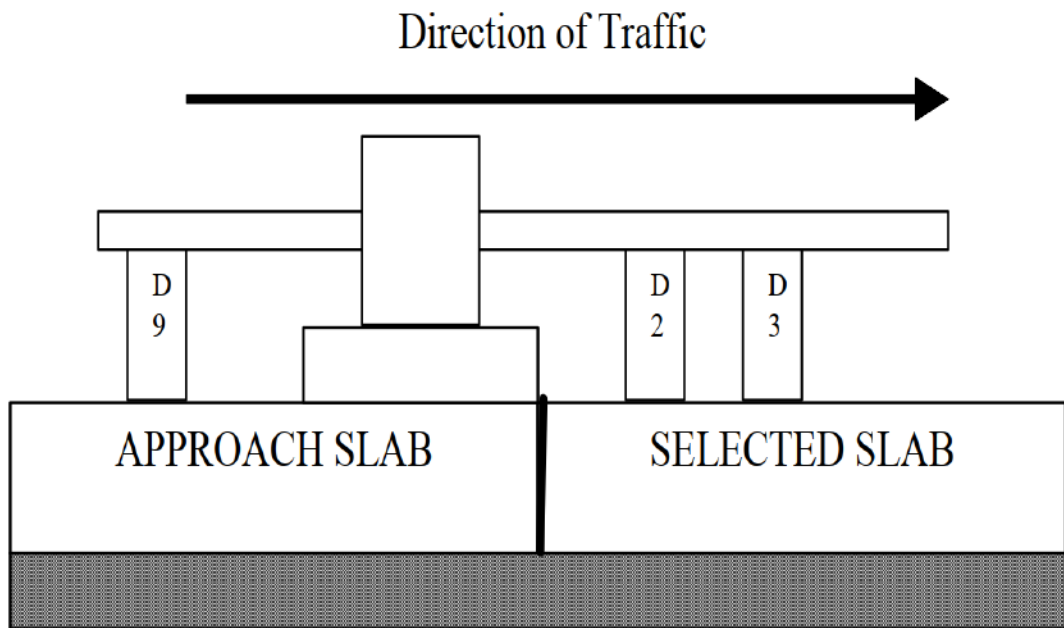 Direction of Traffic
D
9
D
2
D
3
APPROACH SLAB
SELECTED SLAB